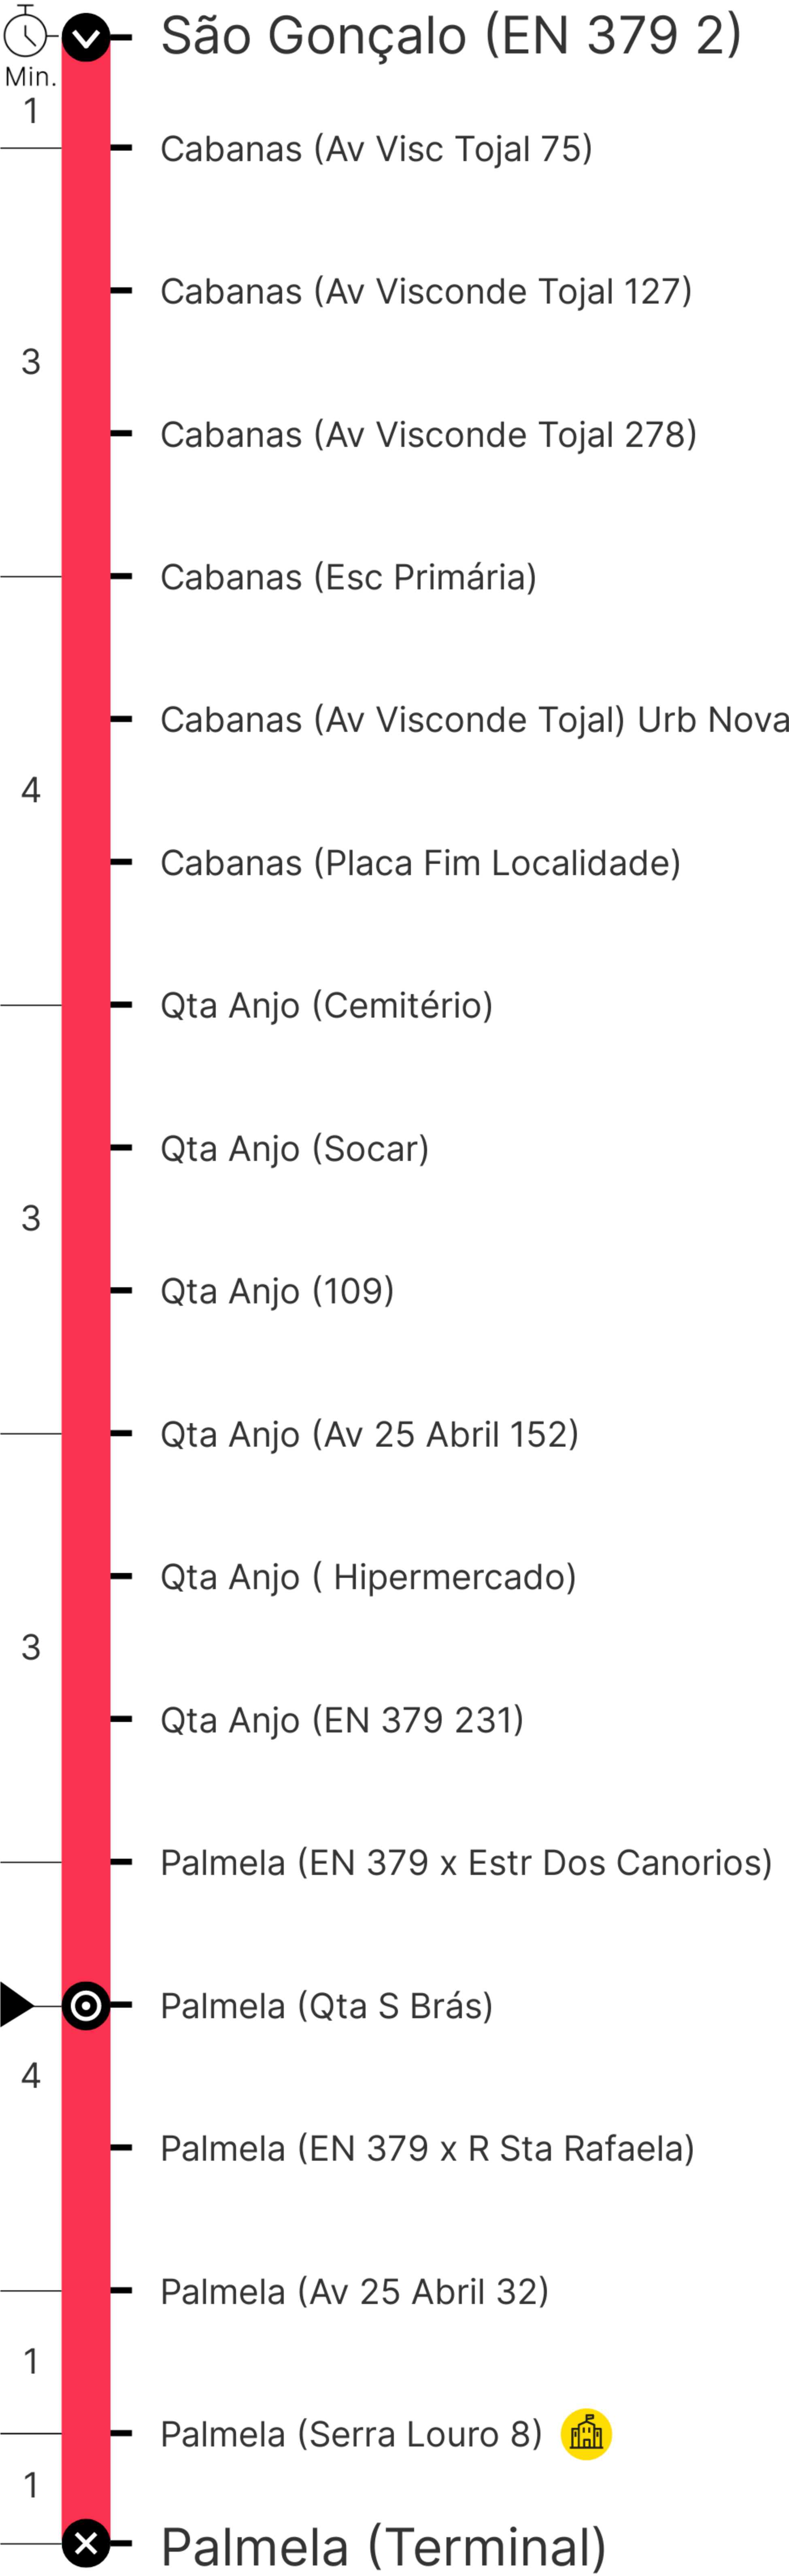 São Gonçalo (EN 379 2)
Min.
1
Cabanas (Av Visc Tojal 75)
Cabanas (Av Visconde Tojal 127)
3
Cabanas (Av Visconde Tojal 278)
Cabanas (Esc Primária)
Cabanas (Av Visconde Tojal) Urb Nova
4
Cabanas (Placa Fim Localidade)
Qta Anjo (Cemitério)
Qta Anjo (Socar)
3
Qta Anjo (109)
Qta Anjo (Av 25 Abril 152)
Qta Anjo ( Hipermercado)
3
Qta Anjo (EN 379 231)
Palmela (EN 379 x Estr Dos Canorios)
Palmela (Qta S Brás)
4
Palmela (EN 379 x R Sta Rafaela)
Palmela (Av 25 Abril 32)
1
Palmela (Serra Louro 8)
1
Palmela (Terminal)